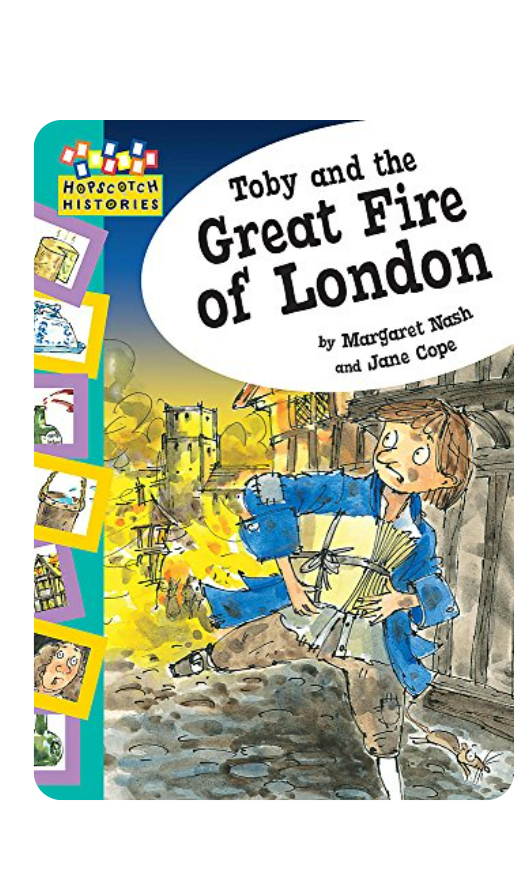 HOPSCOTCH
HISTORIES
Toby and the
Great Fire
of London
by Margaret Nash
and Jane Cope